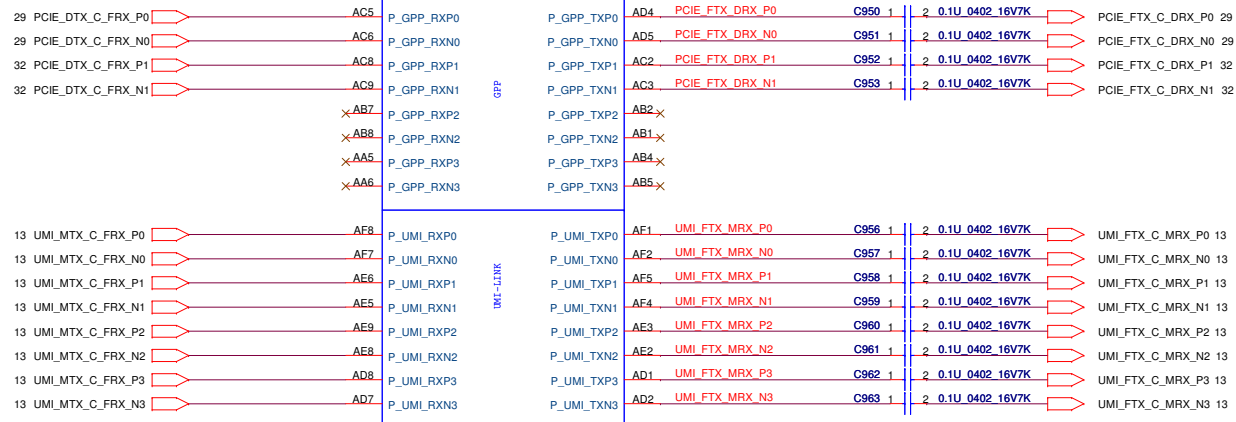 29 PCIE_DTX_C_FRX_P0 AC5 P_GPP_RXP0 P_GPP_TXP0 AD4 PCIE_FTX_DRX_P0 C950 1 2 0.1U_0402_16V7K PCIE_FTX_C_DRX_P0 29
29 PCIE_DTX_C_FRX_N0 AC6 P_GPP_RXN0 P_GPP_TXN0 AD5 PCIE_FTX_DRX_N0 C951 1 2 0.1U_0402_16V7K PCIE_FTX_C_DRX_N0 29
32 PCIE_DTX_C_FRX_P1 AC8 P_GPP_RXP1 P_GPP_TXP1 AC2 PCIE_FTX_DRX_P1 C952 1 2 0.1U_0402_16V7K PCIE_FTX_C_DRX_P1 32
32 PCIE_DTX_C_FRX_N1 AC9 P_GPP_RXN1 GPP P_GPP_TXN1 AC3 PCIE_FTX_DRX_N1 C953 1 2 0.1U_0402_16V7K PCIE_FTX_C_DRX_N1 32
AB7 P_GPP_RXP2 P_GPP_TXP2 AB2
AB8 P_GPP_RXN2 P_GPP_TXN2 AB1
AA5 P_GPP_RXP3 P_GPP_TXP3 AB4
AA6 P_GPP_RXN3 P_GPP_TXN3 AB5
13 UMI_MTX_C_FRX_P0 AF8 P_UMI_RXP0 P_UMI_TXP0 AF1 UMI_FTX_MRX_P0 C956 1 2 0.1U_0402_16V7K UMI_FTX_C_MRX_P0 13
13 UMI_MTX_C_FRX_N0 AF7 P_UMI_RXN0 P_UMI_TXN0 AF2 UMI_FTX_MRX_N0 C957 1 2 0.1U_0402_16V7K UMI_FTX_C_MRX_N0 13
13 UMI_MTX_C_FRX_P1 AE6 P_UMI_RXP1 UMI-LINK P_UMI_TXP1 AF5 UMI_FTX_MRX_P1 C958 1 2 0.1U_0402_16V7K UMI_FTX_C_MRX_P1 13
13 UMI_MTX_C_FRX_N1 AE5 P_UMI_RXN1 P_UMI_TXN1 AF4 UMI_FTX_MRX_N1 C959 1 2 0.1U_0402_16V7K UMI_FTX_C_MRX_N1 13
13 UMI_MTX_C_FRX_P2 AE9 P_UMI_RXP2 P_UMI_TXP2 AE3 UMI_FTX_MRX_P2 C960 1 2 0.1U_0402_16V7K UMI_FTX_C_MRX_P2 13
13 UMI_MTX_C_FRX_N2 AE8 P_UMI_RXN2 P_UMI_TXN2 AE2 UMI_FTX_MRX_N2 C961 1 2 0.1U_0402_16V7K UMI_FTX_C_MRX_N2 13
13 UMI_MTX_C_FRX_P3 AD8 P_UMI_RXP3 P_UMI_TXP3 AD1 UMI_FTX_MRX_P3 C962 1 2 0.1U_0402_16V7K UMI_FTX_C_MRX_P3 13
13 UMI_MTX_C_FRX_N3 AD7 P_UMI_RXN3 P_UMI_TXN3 AD2 UMI_FTX_MRX_N3 C963 1 2 0.1U_0402_16V7K UMI_FTX_C_MRX_N3 13